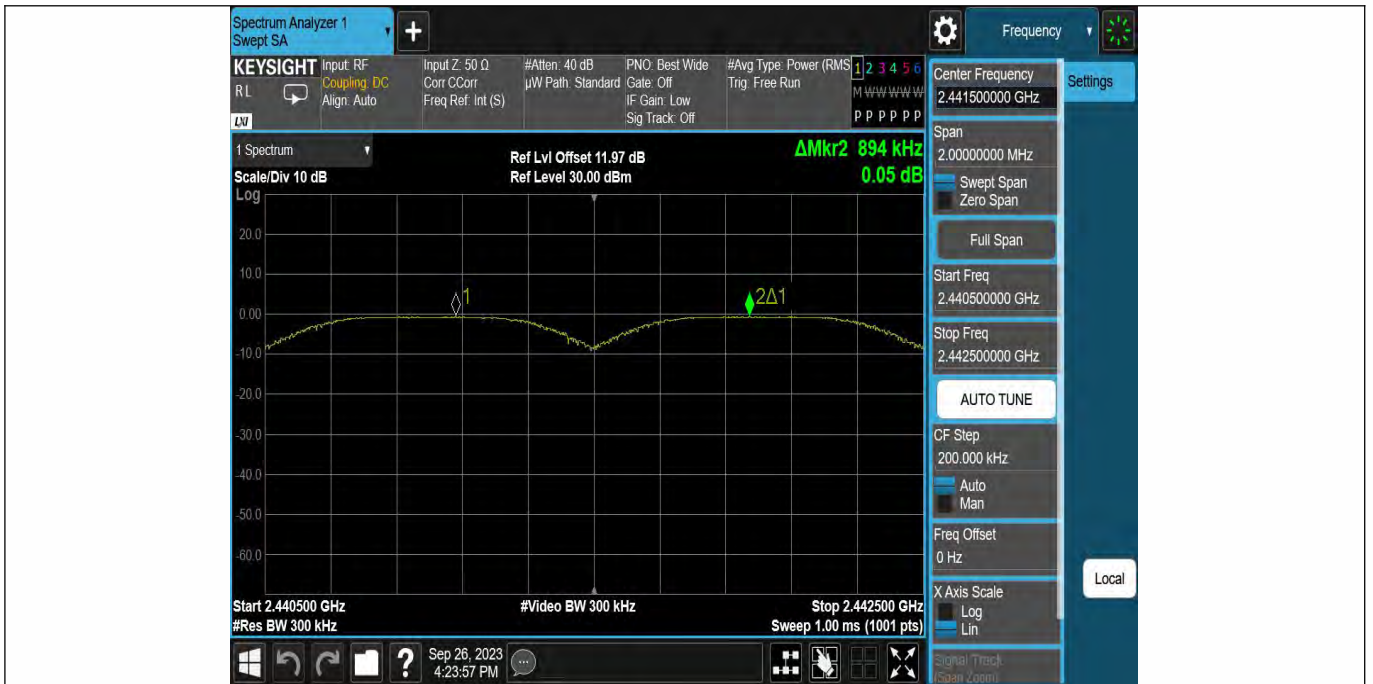 Spectrum Analyzer 1
Swept SA
+
Frequency
KEYSIGHT
R L
LXI
Input: RF
Coupling: DC
Align: Auto
Input Z: 50 Ω
Corr CCorr
Freq Ref: Int (S)
#Atten: 40 dB
µW Path: Standard
PNO: Best Wide
Gate: Off
IF Gain: Low
Sig Track: Off
#Avg Type: Power (RMS
Trig: Free Run
1 2 3 4 5 6
M W W W W W
P P P P P P
1 Spectrum
Scale/Div 10 dB
Log
Ref Lvl Offset 11.97 dB
Ref Level 30.00 dBm
ΔMkr2 894 kHz
0.05 dB
20.0
10.0
0.00
-10.0
-20.0
-30.0
-40.0
-50.0
-60.0
1
2Δ1
Start 2.440500 GHz
#Res BW 300 kHz
#Video BW 300 kHz
Stop 2.442500 GHz
Sweep 1.00 ms (1001 pts)
Center Frequency
2.441500000 GHz
Settings
Span
2.00000000 MHz
Swept Span
Zero Span
Full Span
Start Freq
2.440500000 GHz
Stop Freq
2.442500000 GHz
AUTO TUNE
CF Step
200.000 kHz
Auto
Man
Freq Offset
0 Hz
X Axis Scale
Log
Lin
Signal Track
(Span Zoom)
Local
?
Sep 26, 2023
4:23:57 PM